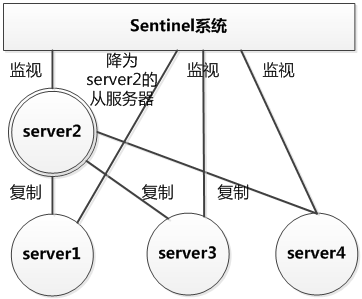 Sentinel系统
监视
降为
server2的
从服务器
监视
监视
server2
复制
复制
复制
server1
server3
server4